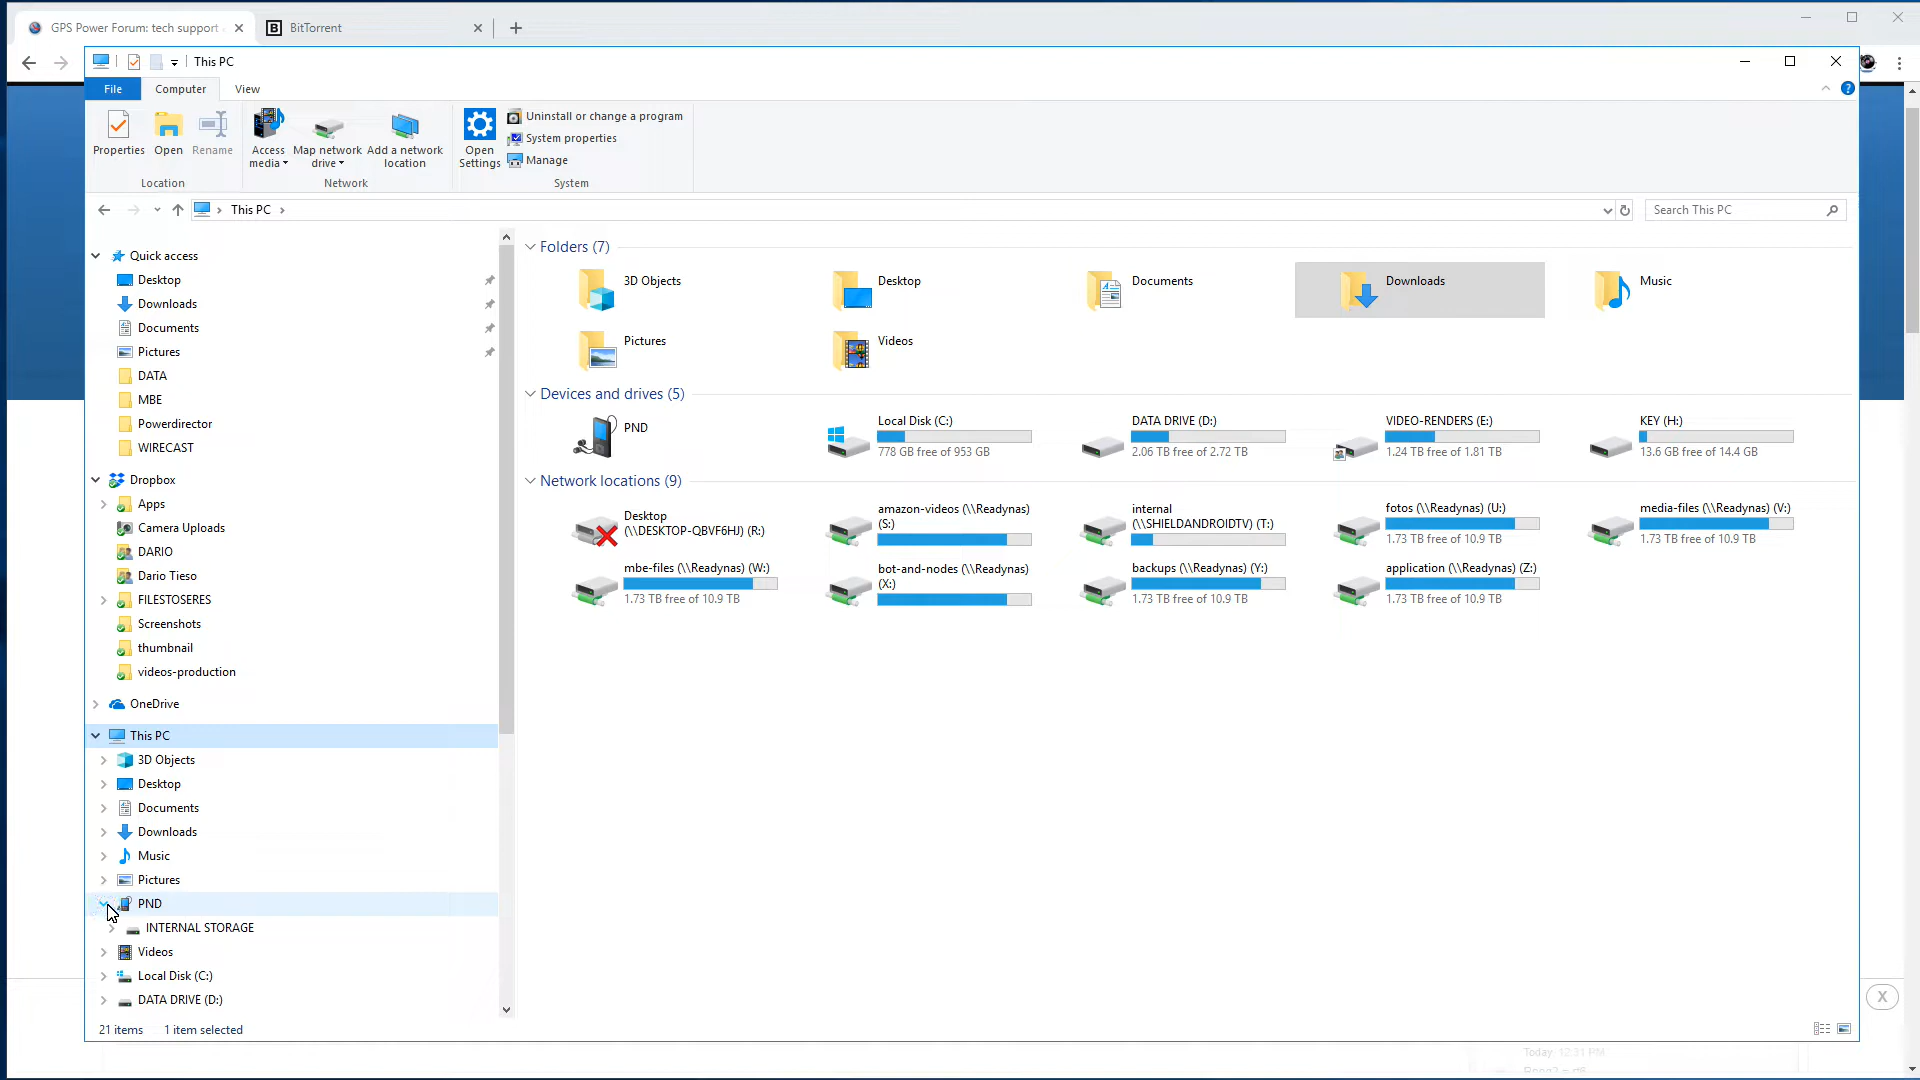 GPS Power Forum: tech support
BitTorrent
This PC
File
Computer
View
Properties
Open
Rename
Access media
Map network drive
Add a network location
Open Settings
Uninstall or change a program
System properties
Manage
Location
Network
System
This PC
Search This PC
Quick access
Desktop
Downloads
Documents
Pictures
DATA
MBE
Powerdirector
WIRECAST
Dropbox
Apps
Camera Uploads
DARIO
Dario Tieso
FILESTOSERES
Screenshots
thumbnail
videos-production
OneDrive
This PC
3D Objects
Desktop
Documents
Downloads
Music
Pictures
PND
INTERNAL STORAGE
Videos
Local Disk (C:)
DATA DRIVE (D:)
Folders (7)
3D Objects
Desktop
Documents
Downloads
Music
Pictures
Videos
Devices and drives (5)
PND
Local Disk (C:)
778 GB free of 953 GB
DATA DRIVE (D:)
2.06 TB free of 2.72 TB
VIDEO-RENDERS (E:)
1.24 TB free of 1.81 TB
KEY (H:)
13.6 GB free of 14.4 GB
Network locations (9)
Desktop
(\\DESKTOP-QBVF6HJ) (R:)
amazon-videos (\\Readynas)
(S:)
internal
(\\SHIELDANDROIDTV) (T:)
fotos (\\Readynas) (U:)
1.73 TB free of 10.9 TB
media-files (\\Readynas) (V:)
1.73 TB free of 10.9 TB
mbe-files (\\Readynas) (W:)
1.73 TB free of 10.9 TB
bot-and-nodes (\\Readynas)
(X:)
backups (\\Readynas) (Y:)
1.73 TB free of 10.9 TB
application (\\Readynas) (Z:)
1.73 TB free of 10.9 TB
21 items
1 item selected
X
Today 12:31 PM